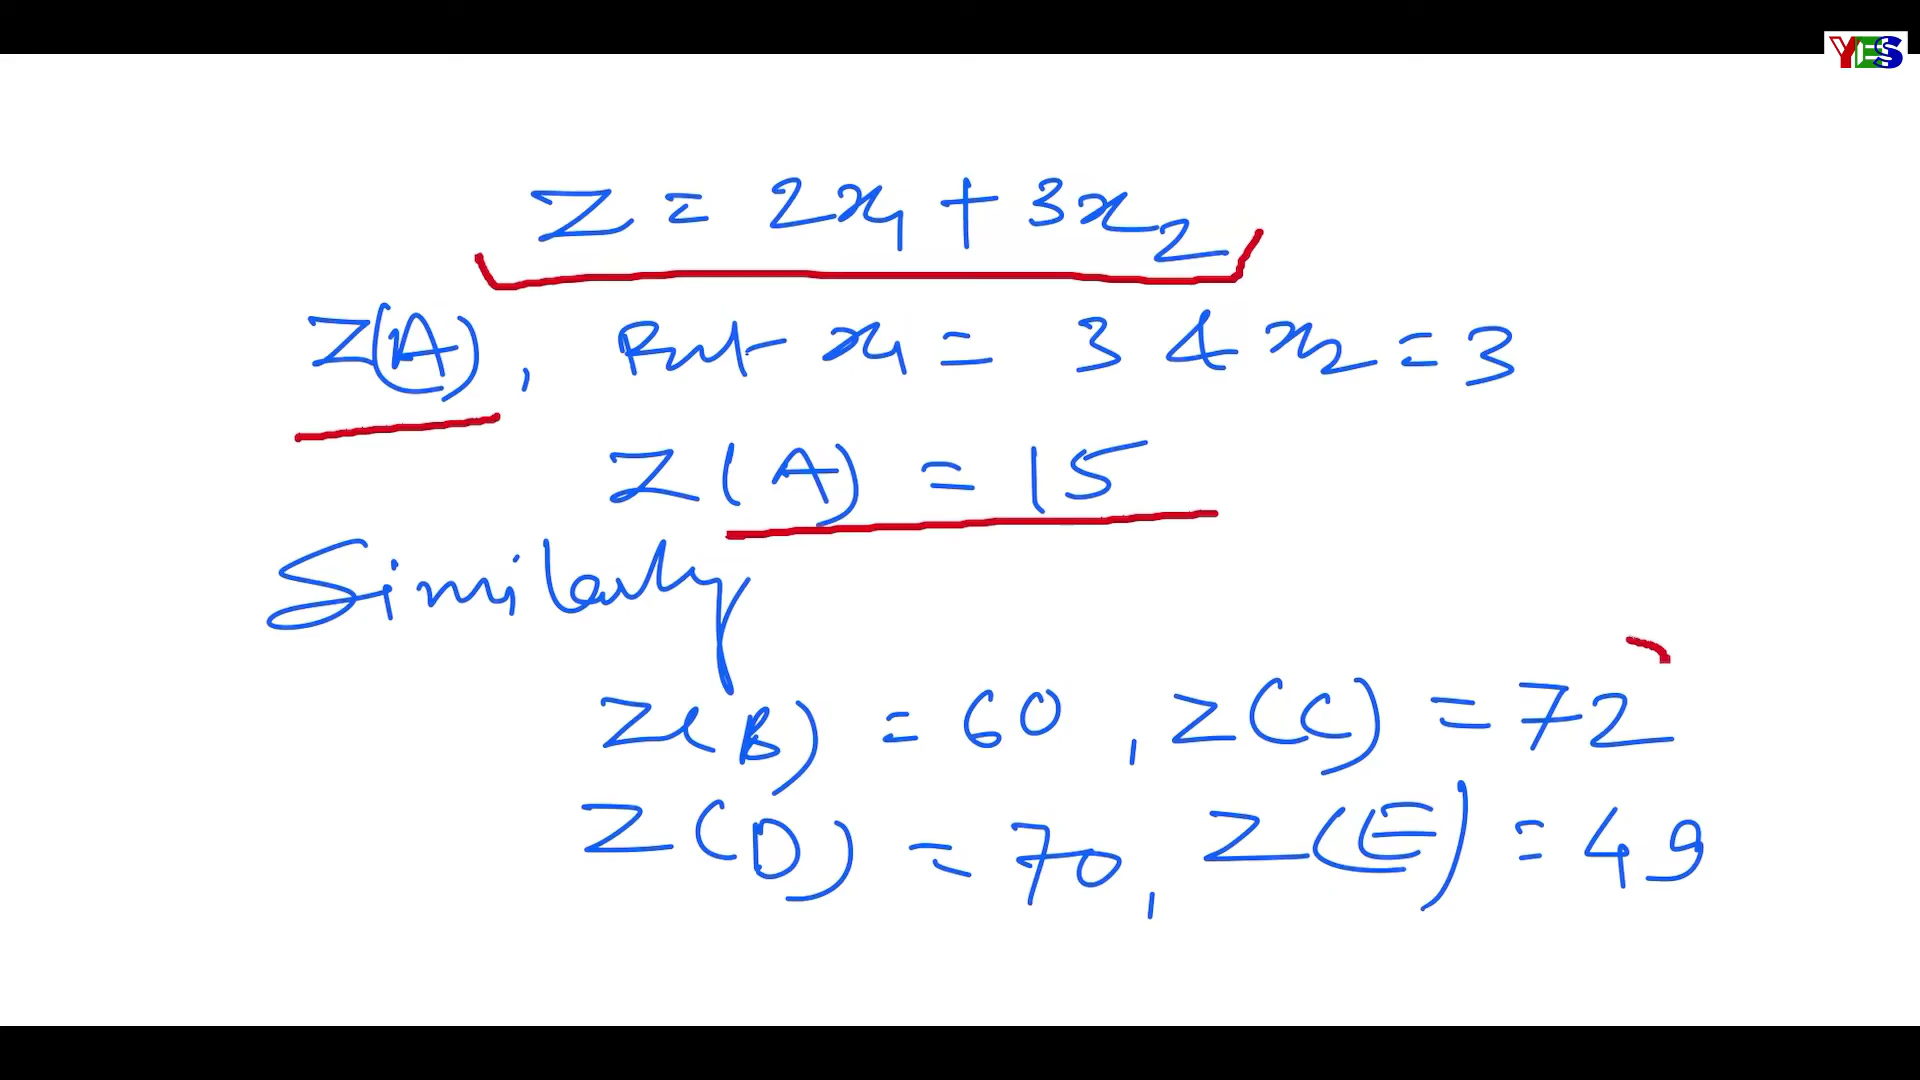 YES
Z = 2x₁ + 3x₂
Z(A), Put x₁ = 3 & x₂ = 3
Z(A) = 15
Similarly
Z(B) = 60, Z(C) = 72
Z(D) = 70, Z(E) = 49